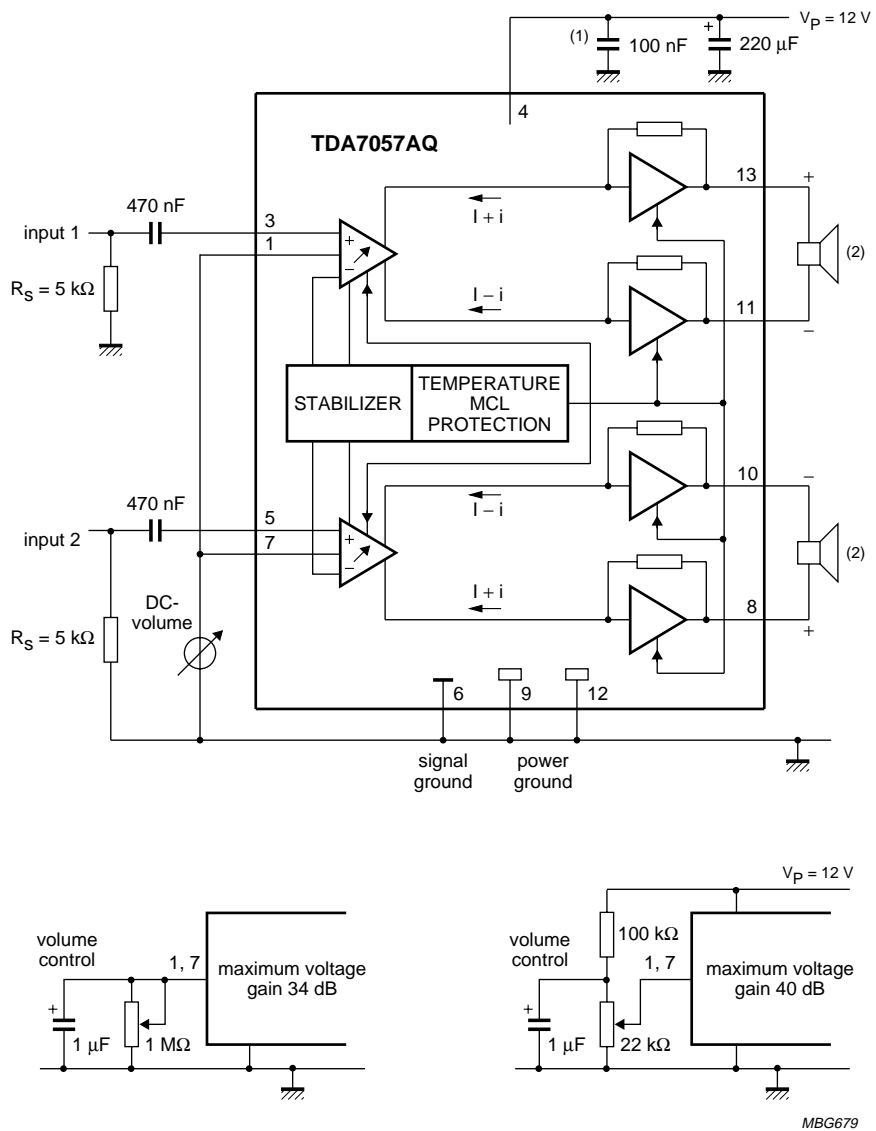 V_P = 12 V
(1)
100 nF
+
220 µF
4
TDA7057AQ
13
+
470 nF
input 1
3
1
+
−
I + i
(2)
R_S = 5 kΩ
I − i
11
−
STABILIZER
TEMPERATURE
MCL
PROTECTION
470 nF
10
−
input 2
5
7
+
−
I − i
(2)
DC-
volume
I + i
8
R_S = 5 kΩ
+
6
9
12
signal
ground
power
ground
volume
control
1, 7
maximum voltage
gain 34 dB
+
1 µF
1 MΩ
V_P = 12 V
100 kΩ
volume
control
1, 7
maximum voltage
gain 40 dB
+
1 µF
22 kΩ
MBG679